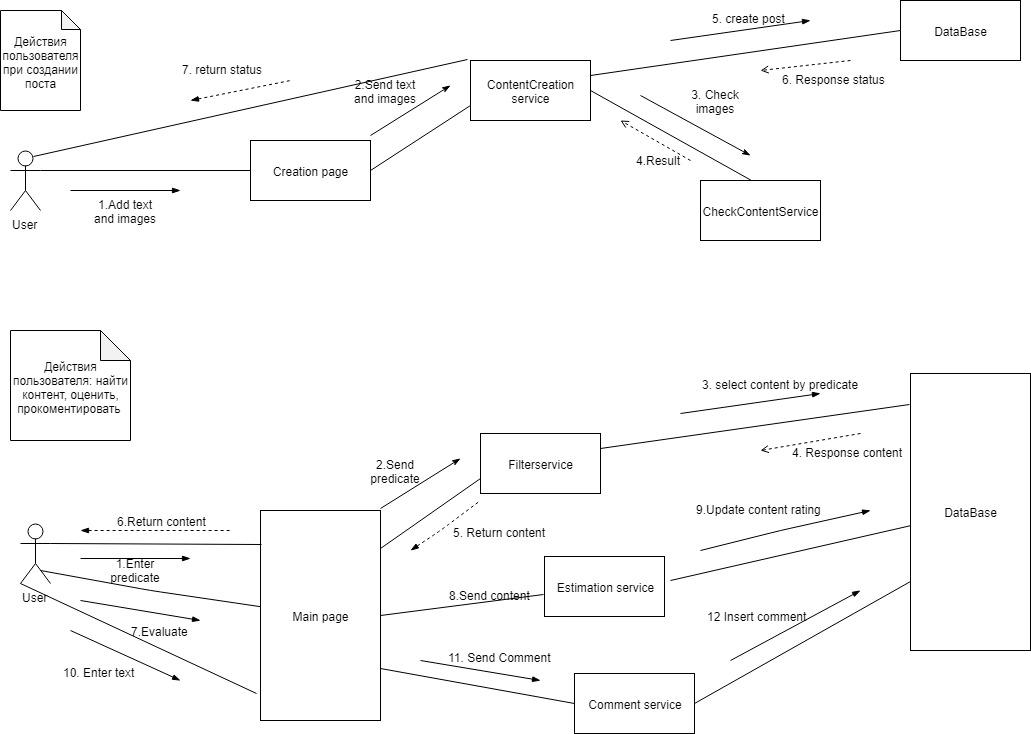 Действия
пользователя
при создании
поста
5. create post
DataBase
7. return status
2.Send text
and images
ContentCreation
service
6. Response status
3. Check
images
4.Result
Creation page
1.Add text
and images
User
CheckContentService
Действия
пользователя: найти
контент, оценить,
прокоментировать
3. select content by predicate
2.Send
predicate
Filterservice
4. Response content
6.Return content
5. Return content
9.Update content rating
DataBase
1.Enter
predicate
User
8.Send content
Estimation service
Main page
7.Evaluate
12 Insert comment
10. Enter text
11. Send Comment
Comment service